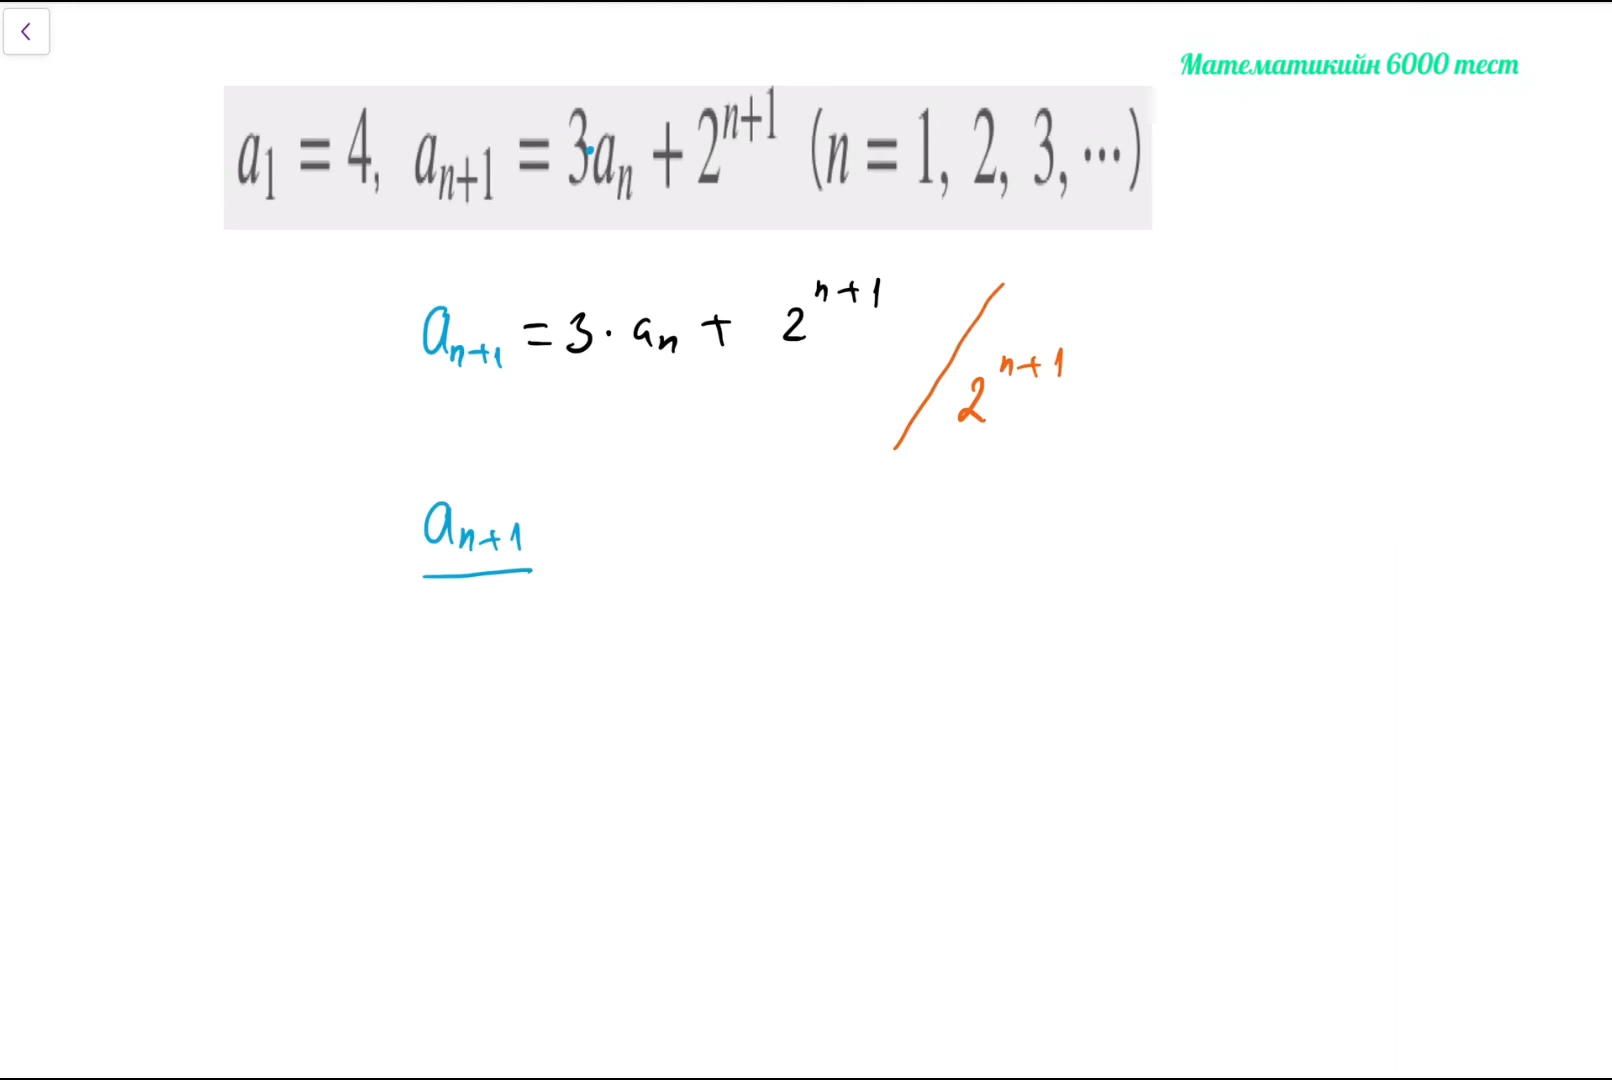 Математикийн 6000 тест
a₁ = 4, aₙ₊₁ = 3aₙ + 2ⁿ⁺¹ (n = 1, 2, 3, ⋯)
aₙ₊₁ = 3 · aₙ + 2ⁿ⁺¹ / 2ⁿ⁺¹
aₙ₊₁